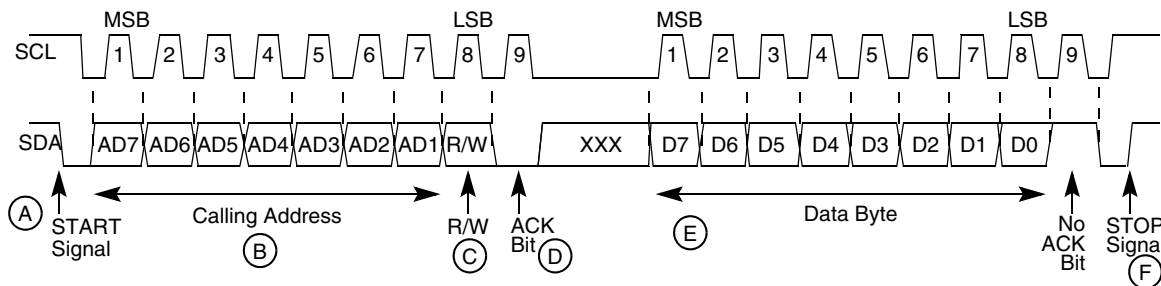 MSB LSB MSB LSB
SCL 1 2 3 4 5 6 7 8 9 1 2 3 4 5 6 7 8 9
SDA AD7 AD6 AD5 AD4 AD3 AD2 AD1 R/W XXX D7 D6 D5 D4 D3 D2 D1 D0
A START Signal
Calling Address
B
R/W
C
ACK Bit D
E
Data Byte
No ACK Bit
STOP Signal
F